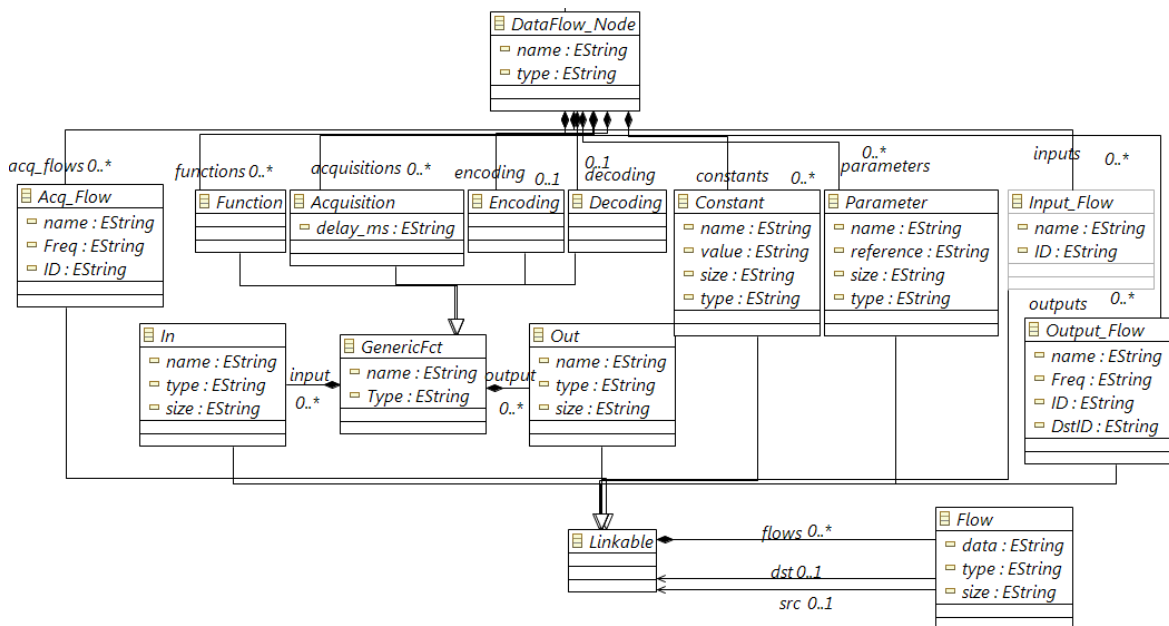 DataFlow_Node
name : EString
type : EString
acq_flows 0..*
functions 0..*
acquisitions 0..*
encoding
0..1
0..1
decoding
constants 0..*
0..*
parameters
inputs 0..*
Acq_Flow
name : EString
Freq : EString
ID : EString
Function
Acquisition
delay_ms : EString
Encoding
Decoding
Constant
name : EString
value : EString
size : EString
type : EString
Parameter
name : EString
reference : EString
size : EString
type : EString
Input_Flow
name : EString
ID : EString
outputs 0..*
In
name : EString
type : EString
size : EString
input
0..*
GenericFct
name : EString
Type : EString
output
0..*
Out
name : EString
type : EString
size : EString
Output_Flow
name : EString
Freq : EString
ID : EString
DstID : EString
Linkable
flows 0..*
dst 0..1
src 0..1
Flow
data : EString
type : EString
size : EString